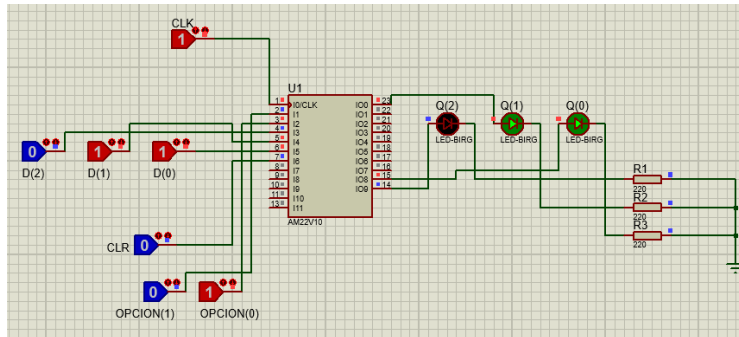 CLK
1
U1
1 I0/CLK IO0 23
2 I1 IO1 22
3 I2 IO2 21
4 I3 IO3 20
5 I4 IO4 19
6 I5 IO5 18
7 I6 IO6 17
8 I7 IO7 16
9 I8 IO8 15
10 I9 IO9 14
11 I10
13 I11
AM22V10
Q(2) Q(1) Q(0)
LED-BIRG LED-BIRG LED-BIRG
0 1 1
D(2) D(1) D(0)
R1
220
R2
220
R3
220
CLR 0
0 1
OPCION(1) OPCION(0)